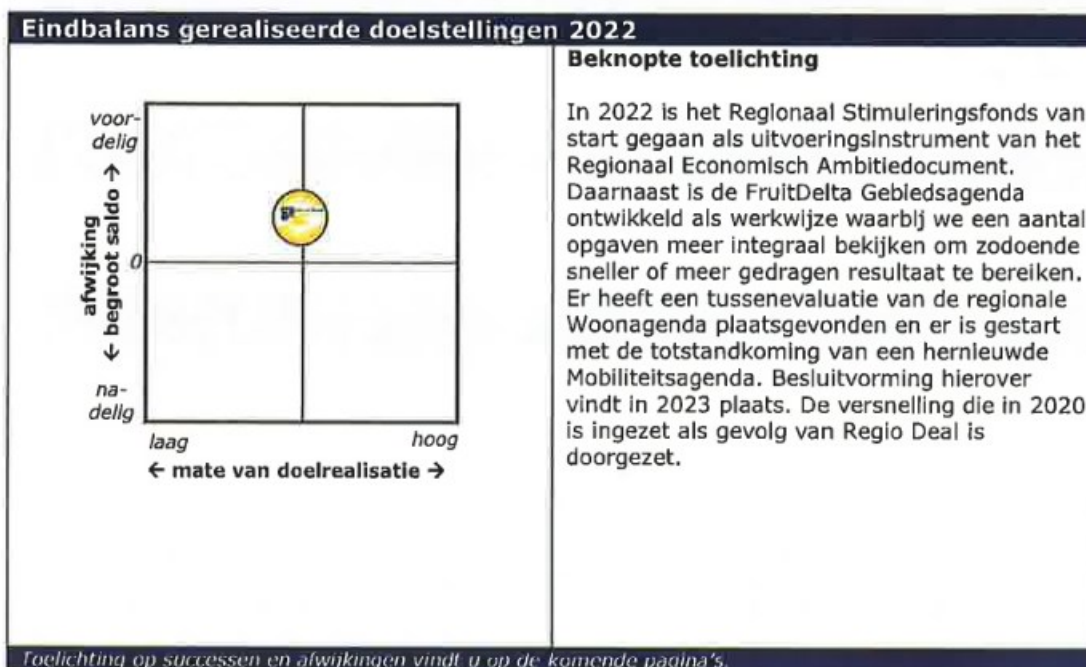 Eindbalans gerealiseerde doelstellingen 2022
voor-
delig
afwijking
← begroot saldo →
0
na-
delig
laag
hoog
← mate van doelrealisatie →
Beknopte toelichting
In 2022 is het Regionaal Stimuleringsfonds van
start gegaan als uitvoeringsinstrument van het
Regionaal Economisch Ambitiedocument.
Daarnaast is de FruitDelta Gebiedsagenda
ontwikkeld als werkwijze waarbij we een aantal
opgaven meer integraal bekijken om zodoende
sneller of meer gedragen resultaat te bereiken.
Er heeft een tussenevaluatie van de regionale
Woonagenda plaatsgevonden en er is gestart
met de totstandkoming van een hernieuwde
Mobiliteitsagenda. Besluitvorming hierover
vindt in 2023 plaats. De versnelling die in 2020
is ingezet als gevolg van Regio Deal is
doorgezet.
Toelichting op successen en afwijkingen vindt u op de komende pagina's.